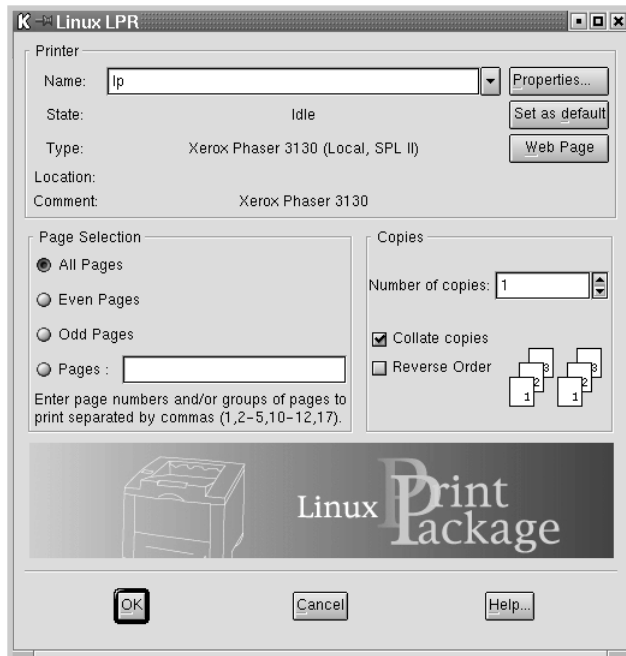 Linux LPR
Printer
Name: lp Properties...
State: Idle Set as default
Type: Xerox Phaser 3130 (Local, SPL II) Web Page
Location:
Comment: Xerox Phaser 3130
Page Selection
All Pages
Even Pages
Odd Pages
Pages :
Enter page numbers and/or groups of pages to
print separated by commas (1,2-5,10-12,17).
Copies
Number of copies: 1
Collate copies
Reverse Order
3 3
2 2
1 1
Linux Print
Package
OK Cancel Help...